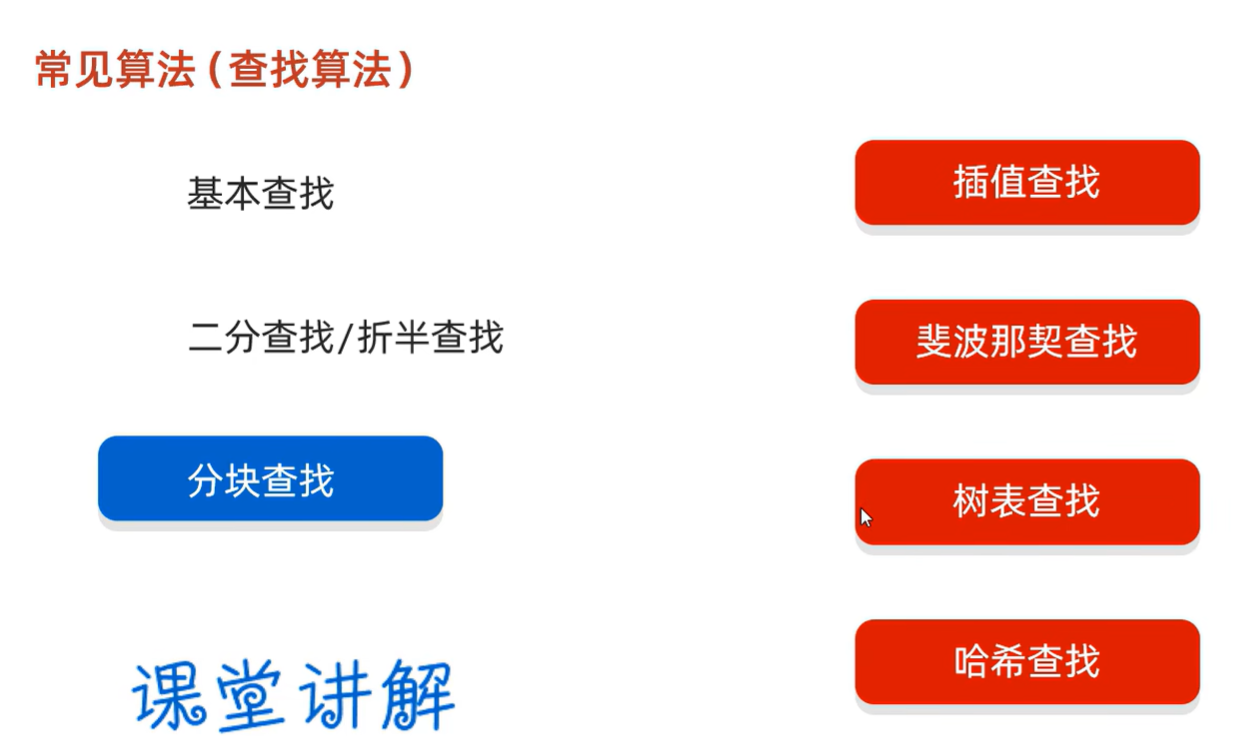 常见算法(查找算法)
基本查找
二分查找/折半查找
分块查找
课堂讲解
插值查找
斐波那契查找
树表查找
哈希查找